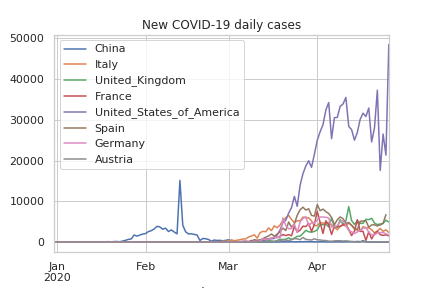 New COVID-19 daily cases
50000
40000
30000
20000
10000
0
China
Italy
United_Kingdom
France
United_States_of_America
Spain
Germany
Austria
Jan
2020
Feb
Mar
Apr